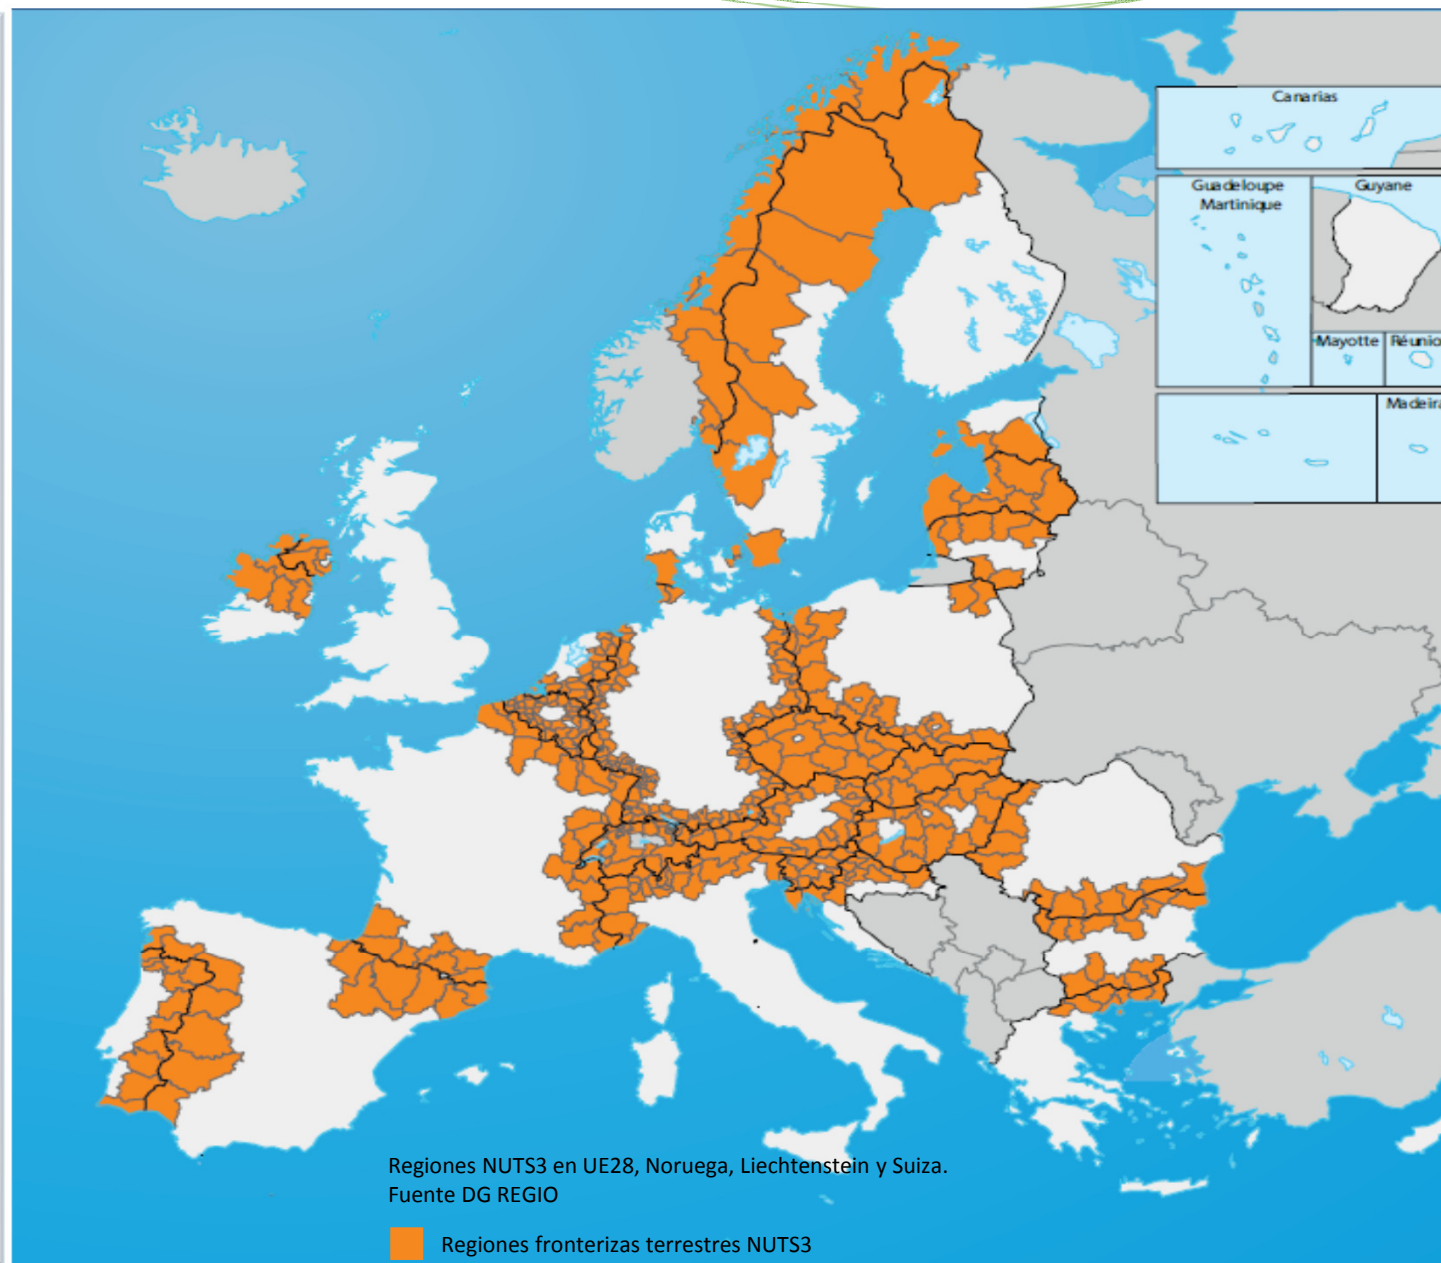 Canarias
Guadeloupe
Martinique
Guyane
Mayotte
Réunio
Madeira
Regiones NUTS3 en UE28, Noruega, Liechtenstein y Suiza.
Fuente DG REGIO
Regiones fronterizas terrestres NUTS3